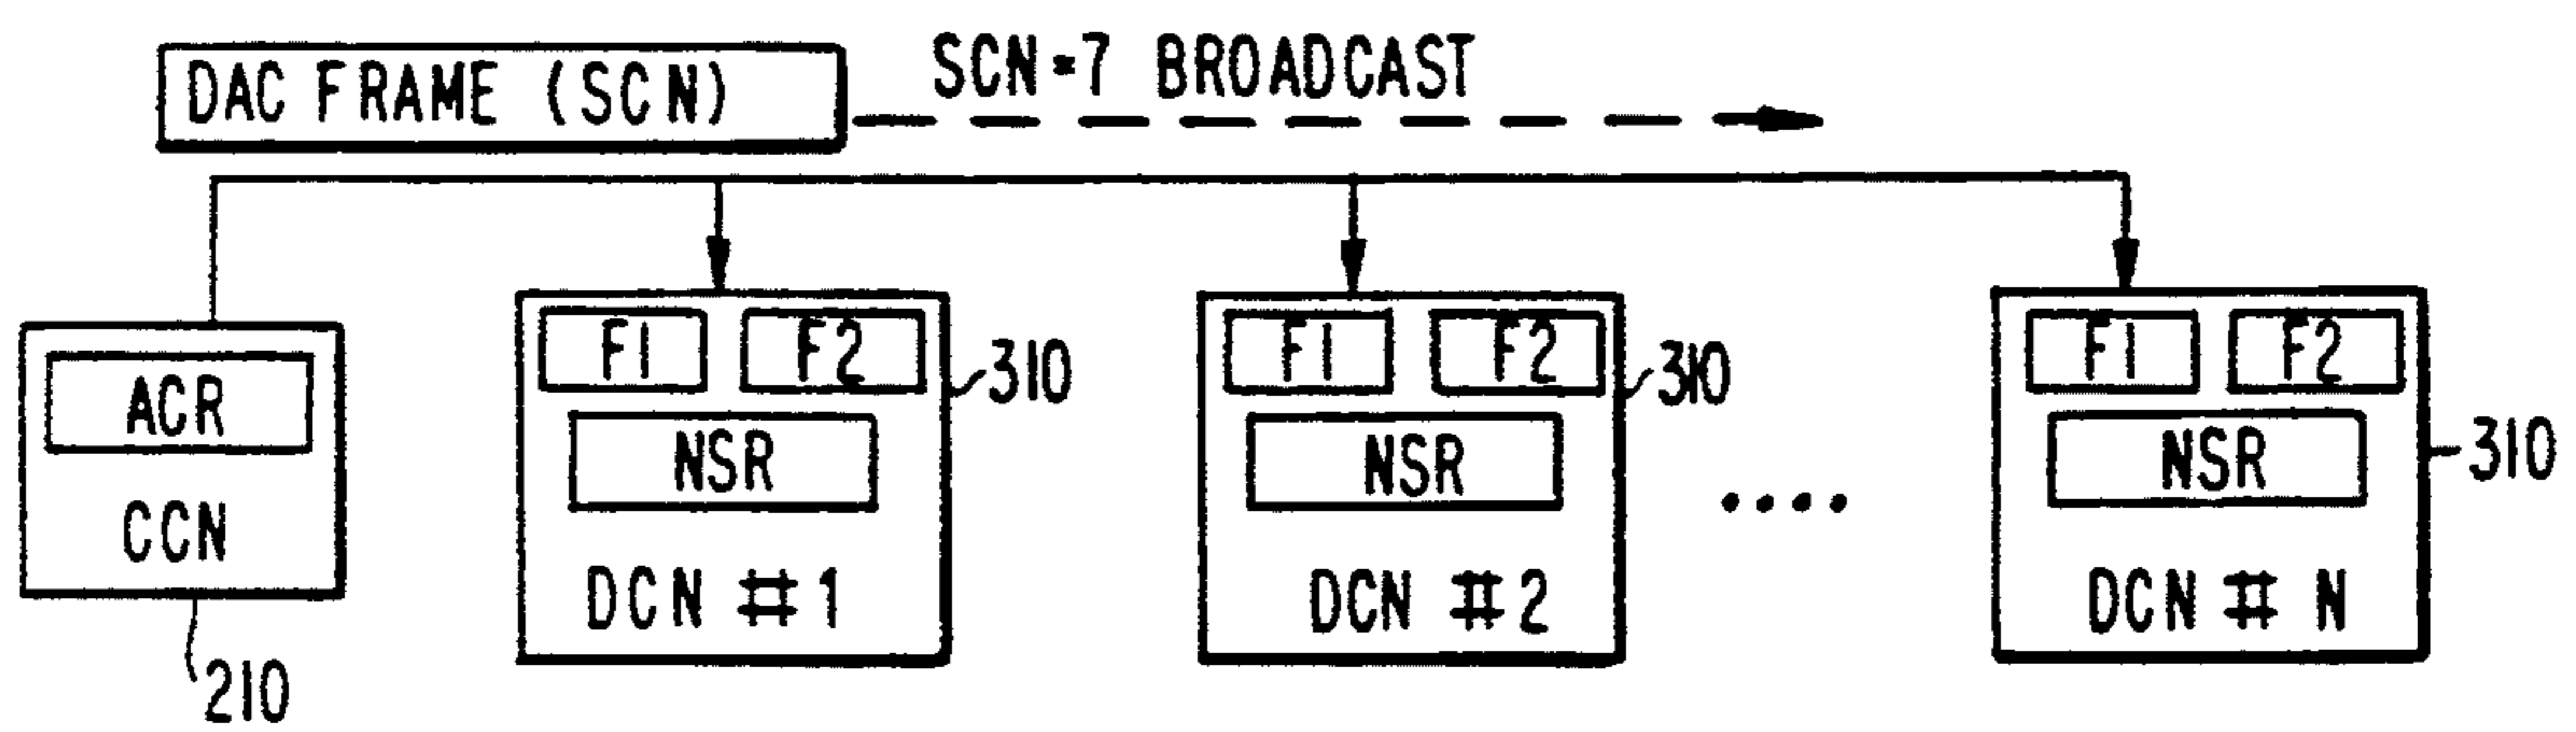 DAC FRAME (SCN)
SCN=7 BROADCAST
ACR
CCN
210
F1 F2
NSR
DCN #1
310
F1 F2
NSR
DCN #2
310
....
F1 F2
NSR
DCN # N
310